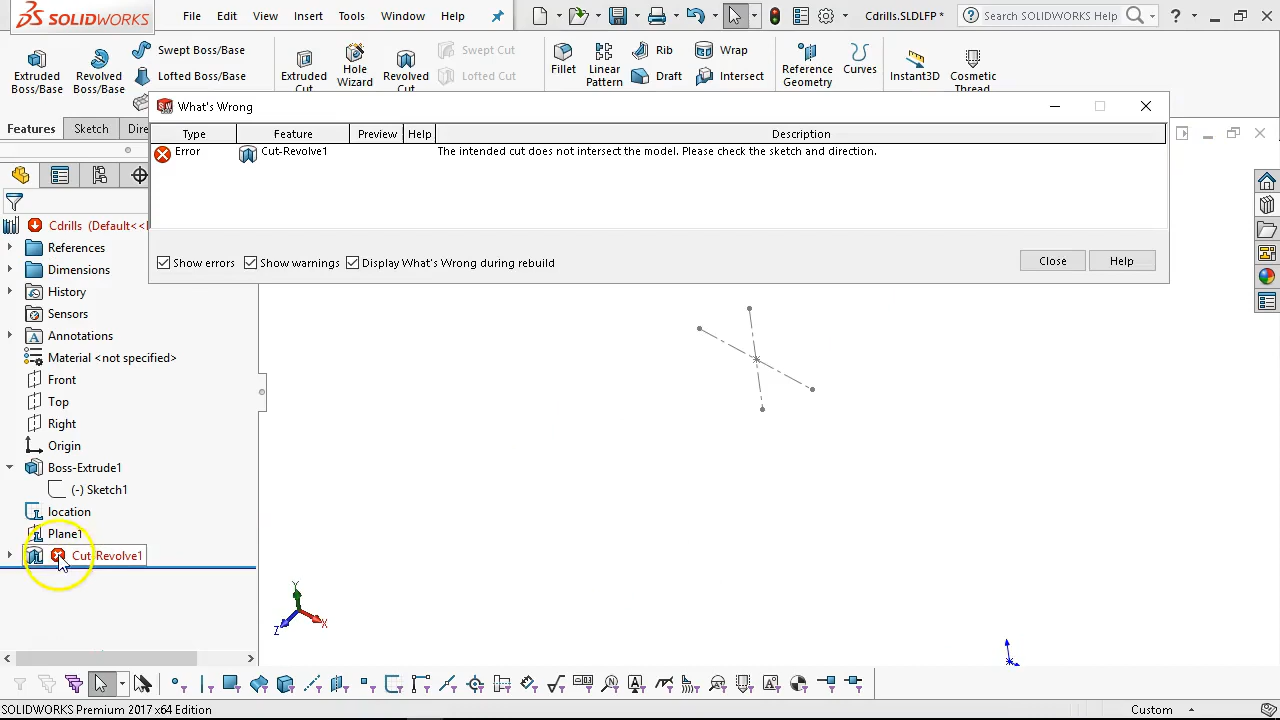 SOLIDWORKS
File Edit View Insert Tools Window Help
Cdrills.SLDLFP *
Search SOLIDWORKS Help
?
Extruded Boss/Base
Revolved Boss/Base
Swept Boss/Base
Lofted Boss/Base
Extruded Cut
Hole Wizard
Revolved Cut
Swept Cut
Lofted Cut
Fillet
Linear Pattern
Rib
Draft
Wrap
Intersect
Reference Geometry
Curves
Instant3D
Cosmetic Thread
Features Sketch Dire
What's Wrong
Type Feature Preview Help Description
Error Cut-Revolve1 The intended cut does not intersect the model. Please check the sketch and direction.
Show errors Show warnings Display What's Wrong during rebuild
Close Help
Cdrills (Default<<
References
Dimensions
History
Sensors
Annotations
Material <not specified>
Front
Top
Right
Origin
Boss-Extrude1
(-) Sketch1
location
Plane1
Cut-Revolve1
Y
X
Z
SOLIDWORKS Premium 2017 x64 Edition
Custom